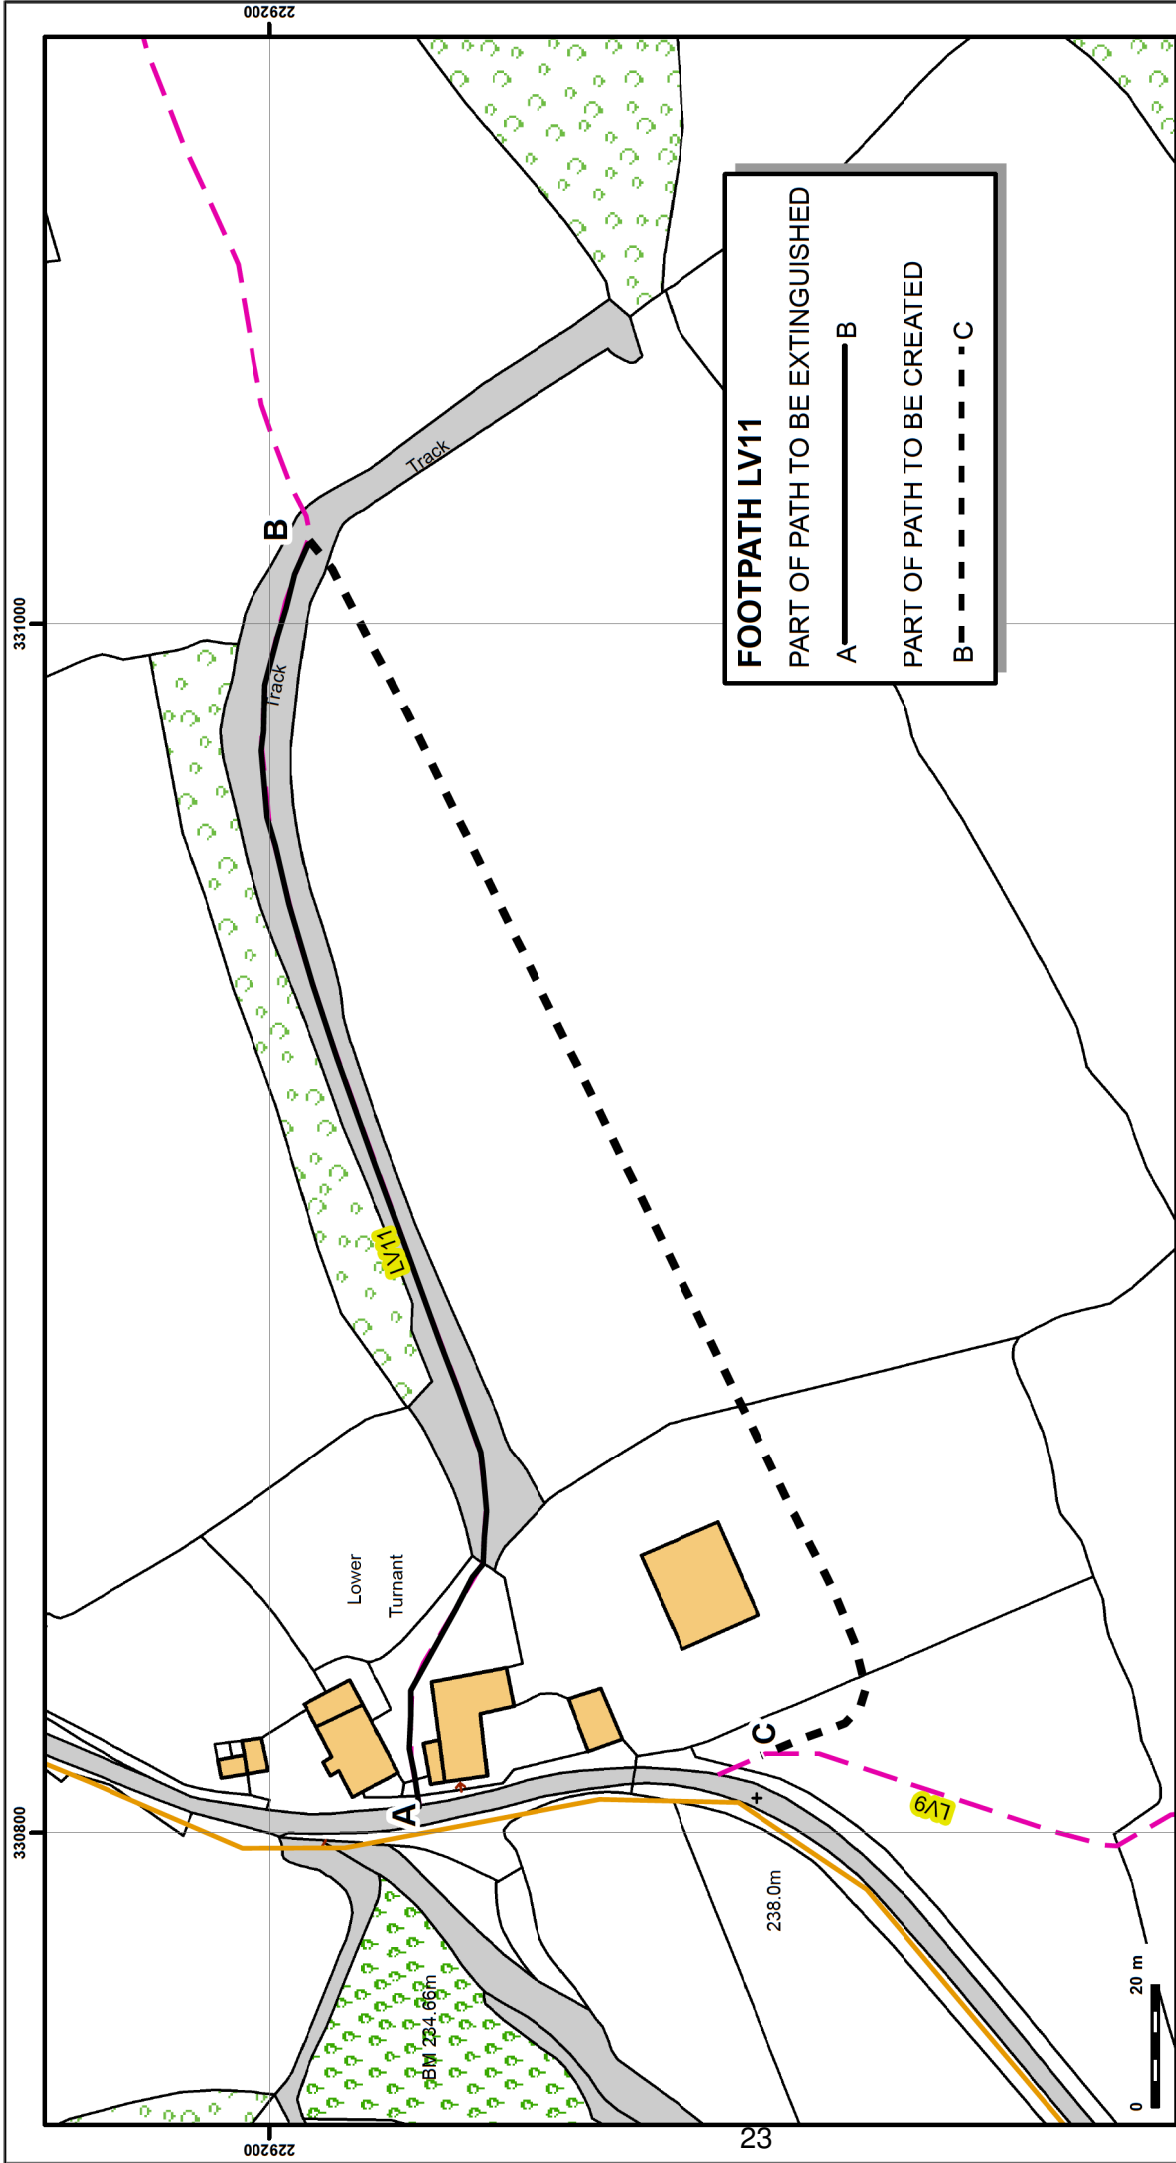 229200
331000
330800
229200
B
Track
Track
LV11
Lower
Turnant
A
C
LV9
238.0m
BM 234.66m
FOOTPATH LV11
PART OF PATH TO BE EXTINGUISHED
A B
PART OF PATH TO BE CREATED
B C
0 20 m
23